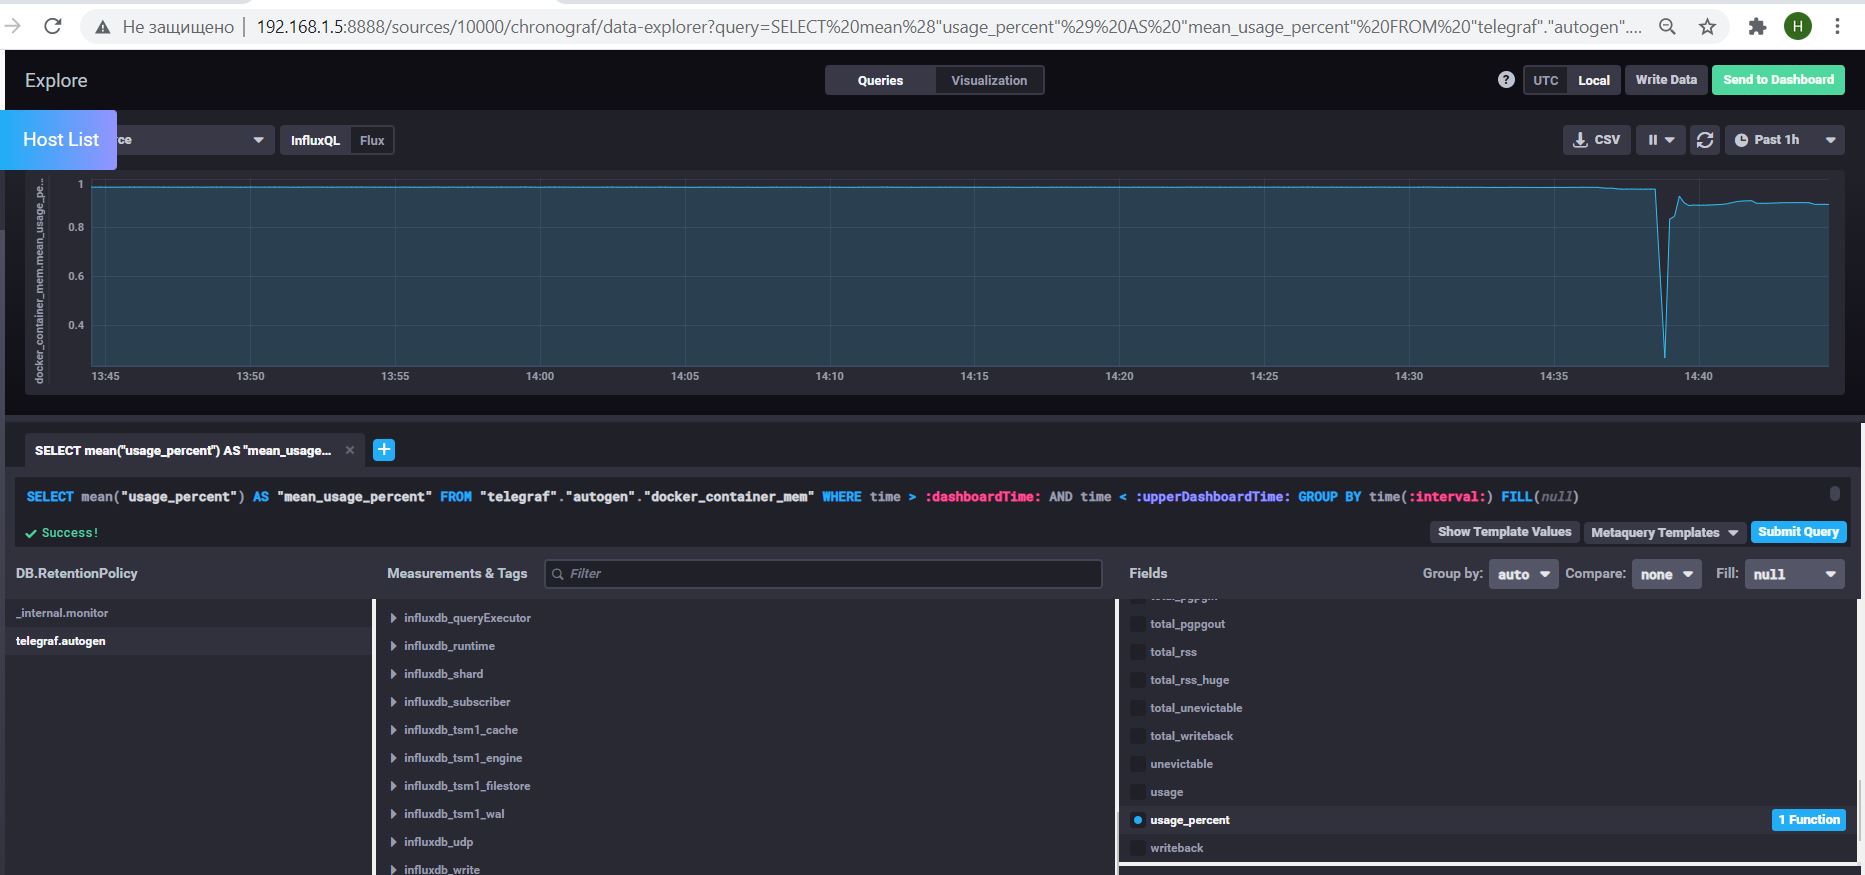 Не защищено | 192.168.1.5:8888/sources/10000/chronograf/data-explorer?query=SELECT%20mean%28"usage_percent"%29%20AS%20"mean_usage_percent"%20FROM%20"telegraf"."autogen"....
H
Explore
Queries Visualization
? UTC Local Write Data Send to Dashboard
Host List rce
InfluxQL Flux
CSV Past 1h
docker_container_mem.mean_usage_pe...
1
0.8
0.6
0.4
13:45 13:50 13:55 14:00 14:05 14:10 14:15 14:20 14:25 14:30 14:35 14:40
SELECT mean("usage_percent") AS "mean_usage... × +
SELECT mean("usage_percent") AS "mean_usage_percent" FROM "telegraf"."autogen"."docker_container_mem" WHERE time > :dashboardTime: AND time < :upperDashboardTime: GROUP BY time(:interval:) FILL(null)
Success!
Show Template Values Metaquery Templates Submit Query
DB.RetentionPolicy
_internal.monitor
telegraf.autogen
Measurements & Tags Filter
influxdb_queryExecutor
influxdb_runtime
influxdb_shard
influxdb_subscriber
influxdb_tsm1_cache
influxdb_tsm1_engine
influxdb_tsm1_filestore
influxdb_tsm1_wal
influxdb_udp
influxdb_write
Fields Group by: auto Compare: none Fill: null
total_pgpgin
total_pgpgout
total_rss
total_rss_huge
total_unevictable
total_writeback
unevictable
usage
usage_percent 1 Function
writeback